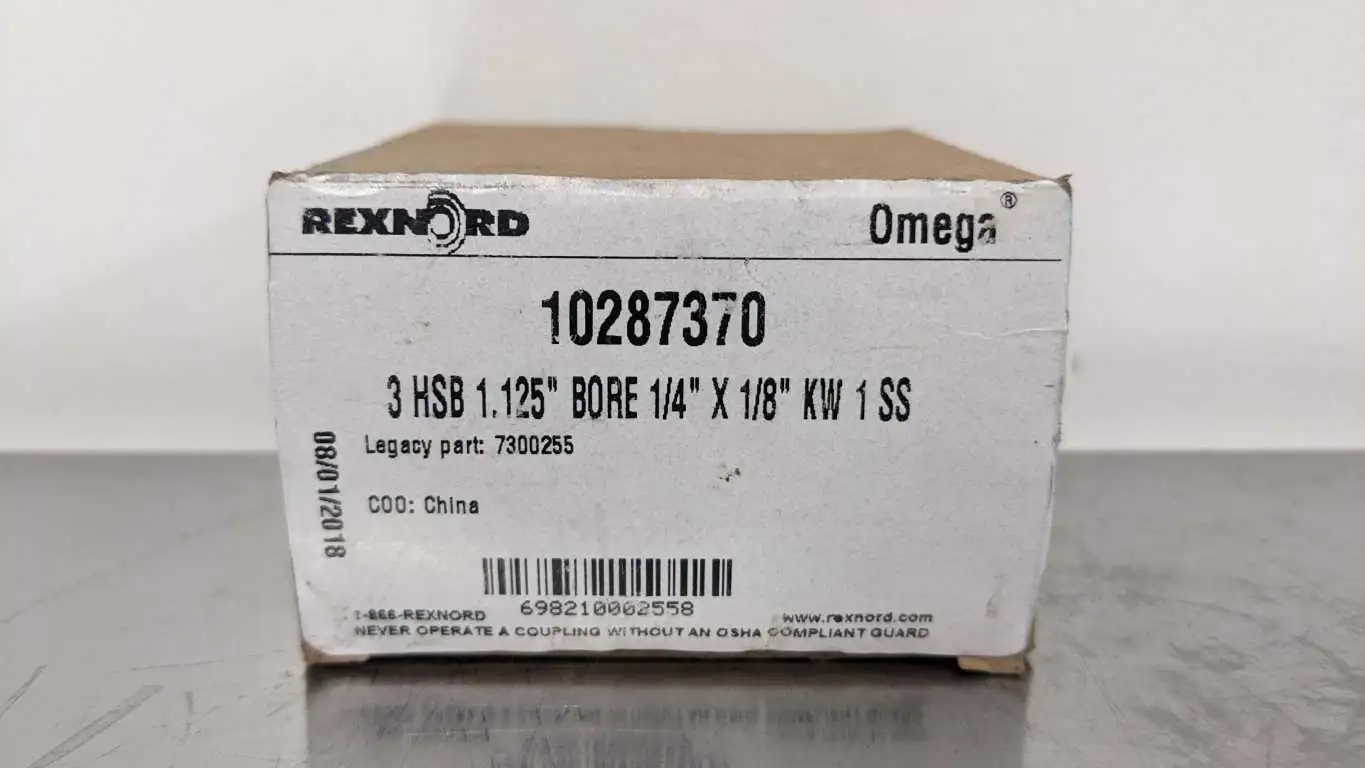 REXNORD
Omega®
10287370
3 HSB 1.125" BORE 1/4" X 1/8" KW 1 SS
Legacy part: 7300255
08/01/2018
COO: China
698210002558
1-866-REXNORD
www.rexnord.com
NEVER OPERATE A COUPLING WITHOUT AN OSHA COMPLIANT GUARD